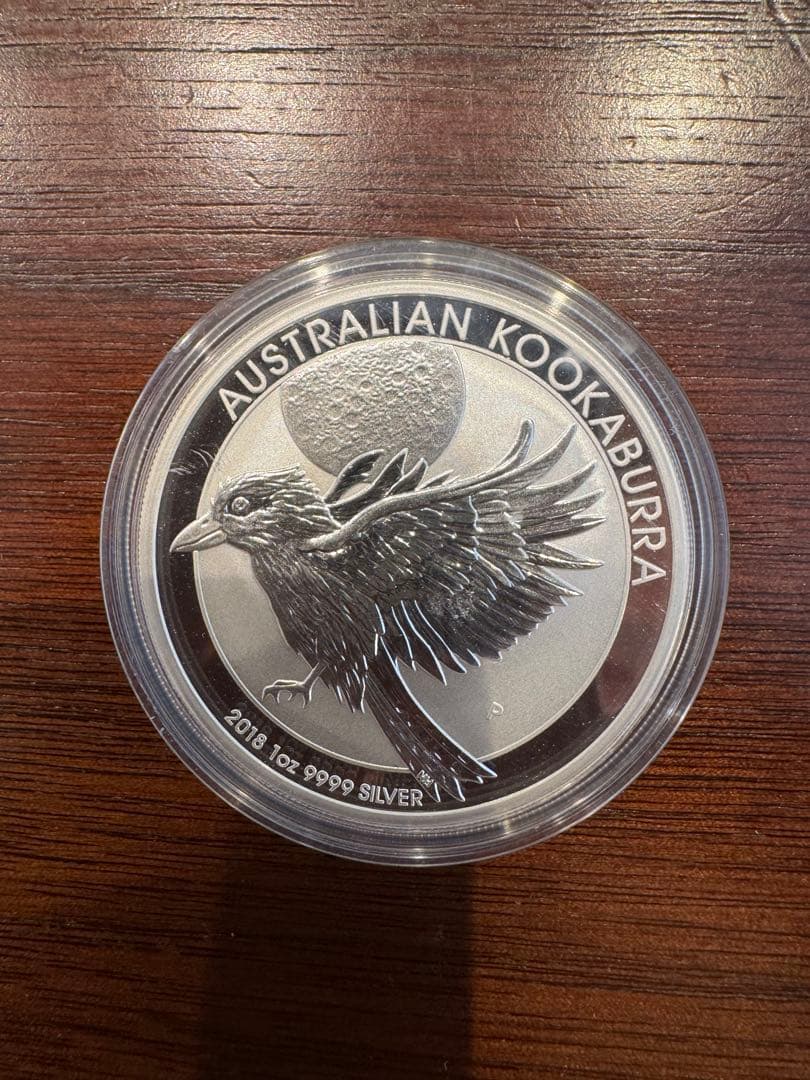 AUSTRALIAN KOOKABURRA
P
2018 1oz 9999 SILVER